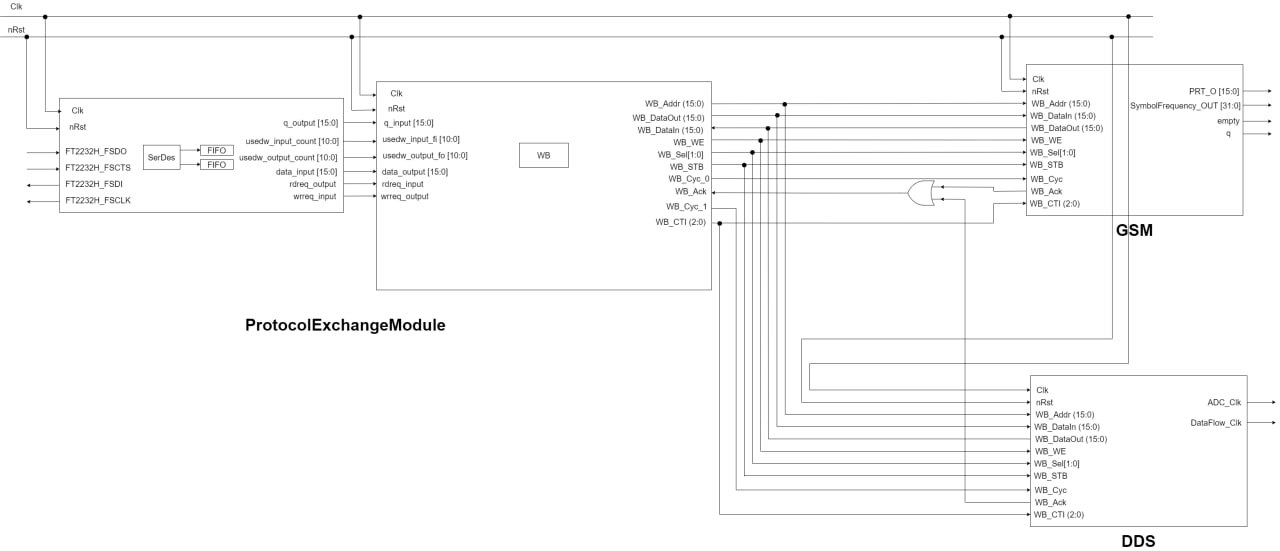 Clk
nRst
Clk
nRst
FT2232H_FSDO
FT2232H_FSCTS
FT2232H_FSDI
FT2232H_FSCLK
SerDes
FIFO
FIFO
q_output [15:0]
usedw_input_count [10:0]
usedw_output_count [10:0]
data_input [15:0]
rdreq_output
wrreq_input
Clk
nRst
q_input [15:0]
usedw_input_fi [10:0]
usedw_output_fo [10:0]
data_output [15:0]
rdreq_input
wrreq_output
WB
WB_Addr (15:0)
WB_DataOut (15:0)
WB_DataIn (15:0)
WB_WE
WB_Sel[1:0]
WB_STB
WB_Cyc_0
WB_Ack
WB_Cyc_1
WB_CTI (2:0)
ProtocolExchangeModule
Clk
nRst
WB_Addr (15:0)
WB_DataIn (15:0)
WB_DataOut (15:0)
WB_WE
WB_Sel[1:0]
WB_STB
WB_Cyc
WB_Ack
WB_CTI (2:0)
PRT_O [15:0]
SymbolFrequency_OUT [31:0]
empty
q
GSM
Clk
nRst
WB_Addr (15:0)
WB_DataIn (15:0)
WB_DataOut (15:0)
WB_WE
WB_Sel[1:0]
WB_STB
WB_Cyc
WB_Ack
WB_CTI (2:0)
ADC_Clk
DataFlow_Clk
DDS